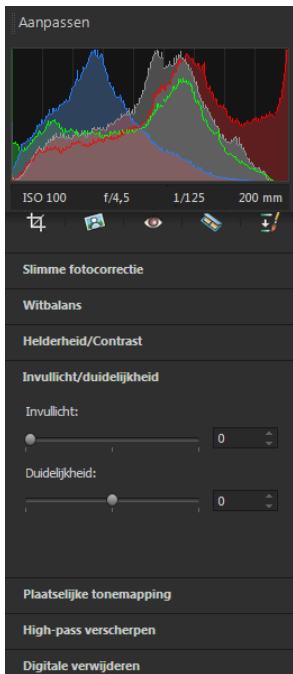 Aanpassen
ISO 100 f/4,5 1/125 200 mm
Slimme fotocorrectie
Witbalans
Helderheid/Contrast
Invullicht/duidelijkheid
Invullicht:
0
Duidelijkheid:
0
Plaatselijke tonemapping
High-pass verscherpen
Digitale verwijderen